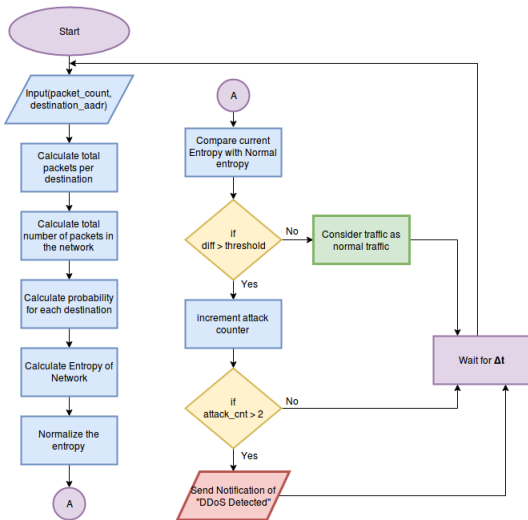 Start
Input(packet_count,
destination_aadr)
Calculate total
packets per
destination
Calculate total
number of packets in
the network
Calculate probability
for each destination
Calculate Entropy of
Network
Normalize the
entropy
A
A
Compare current
Entropy with Normal
entropy
if
diff > threshold
No
Consider traffic as
normal traffic
Yes
increment attack
counter
Wait for Δt
if
attack_cnt > 2
No
Yes
Send Notification of
"DDoS Detected"